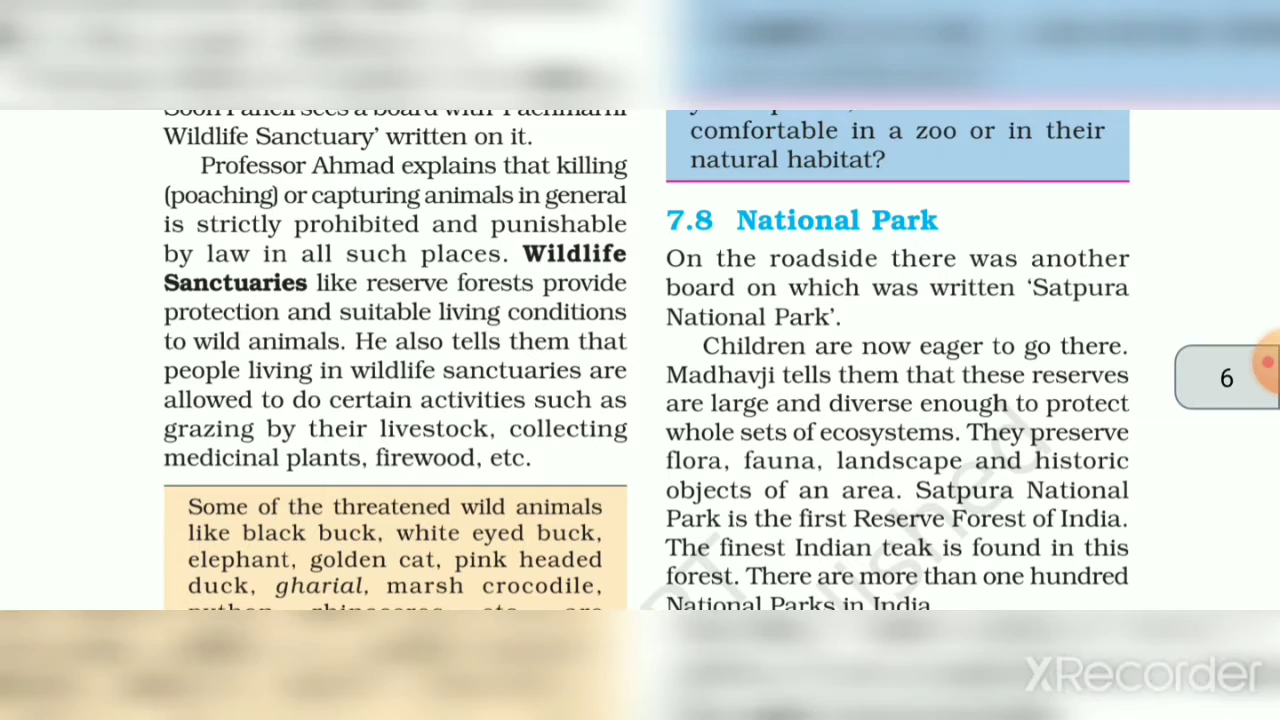 Wildlife Sanctuary' written on it.
Professor Ahmad explains that killing
(poaching) or capturing animals in general
is strictly prohibited and punishable
by law in all such places. Wildlife
Sanctuaries like reserve forests provide
protection and suitable living conditions
to wild animals. He also tells them that
people living in wildlife sanctuaries are
allowed to do certain activities such as
grazing by their livestock, collecting
medicinal plants, firewood, etc.
Some of the threatened wild animals
like black buck, white eyed buck,
elephant, golden cat, pink headed
duck, gharial, marsh crocodile,
comfortable in a zoo or in their
natural habitat?
7.8 National Park
On the roadside there was another
board on which was written 'Satpura
National Park'.
Children are now eager to go there.
Madhavji tells them that these reserves
are large and diverse enough to protect
whole sets of ecosystems. They preserve
flora, fauna, landscape and historic
objects of an area. Satpura National
Park is the first Reserve Forest of India.
The finest Indian teak is found in this
forest. There are more than one hundred
National Parks in India
6
XRecorder